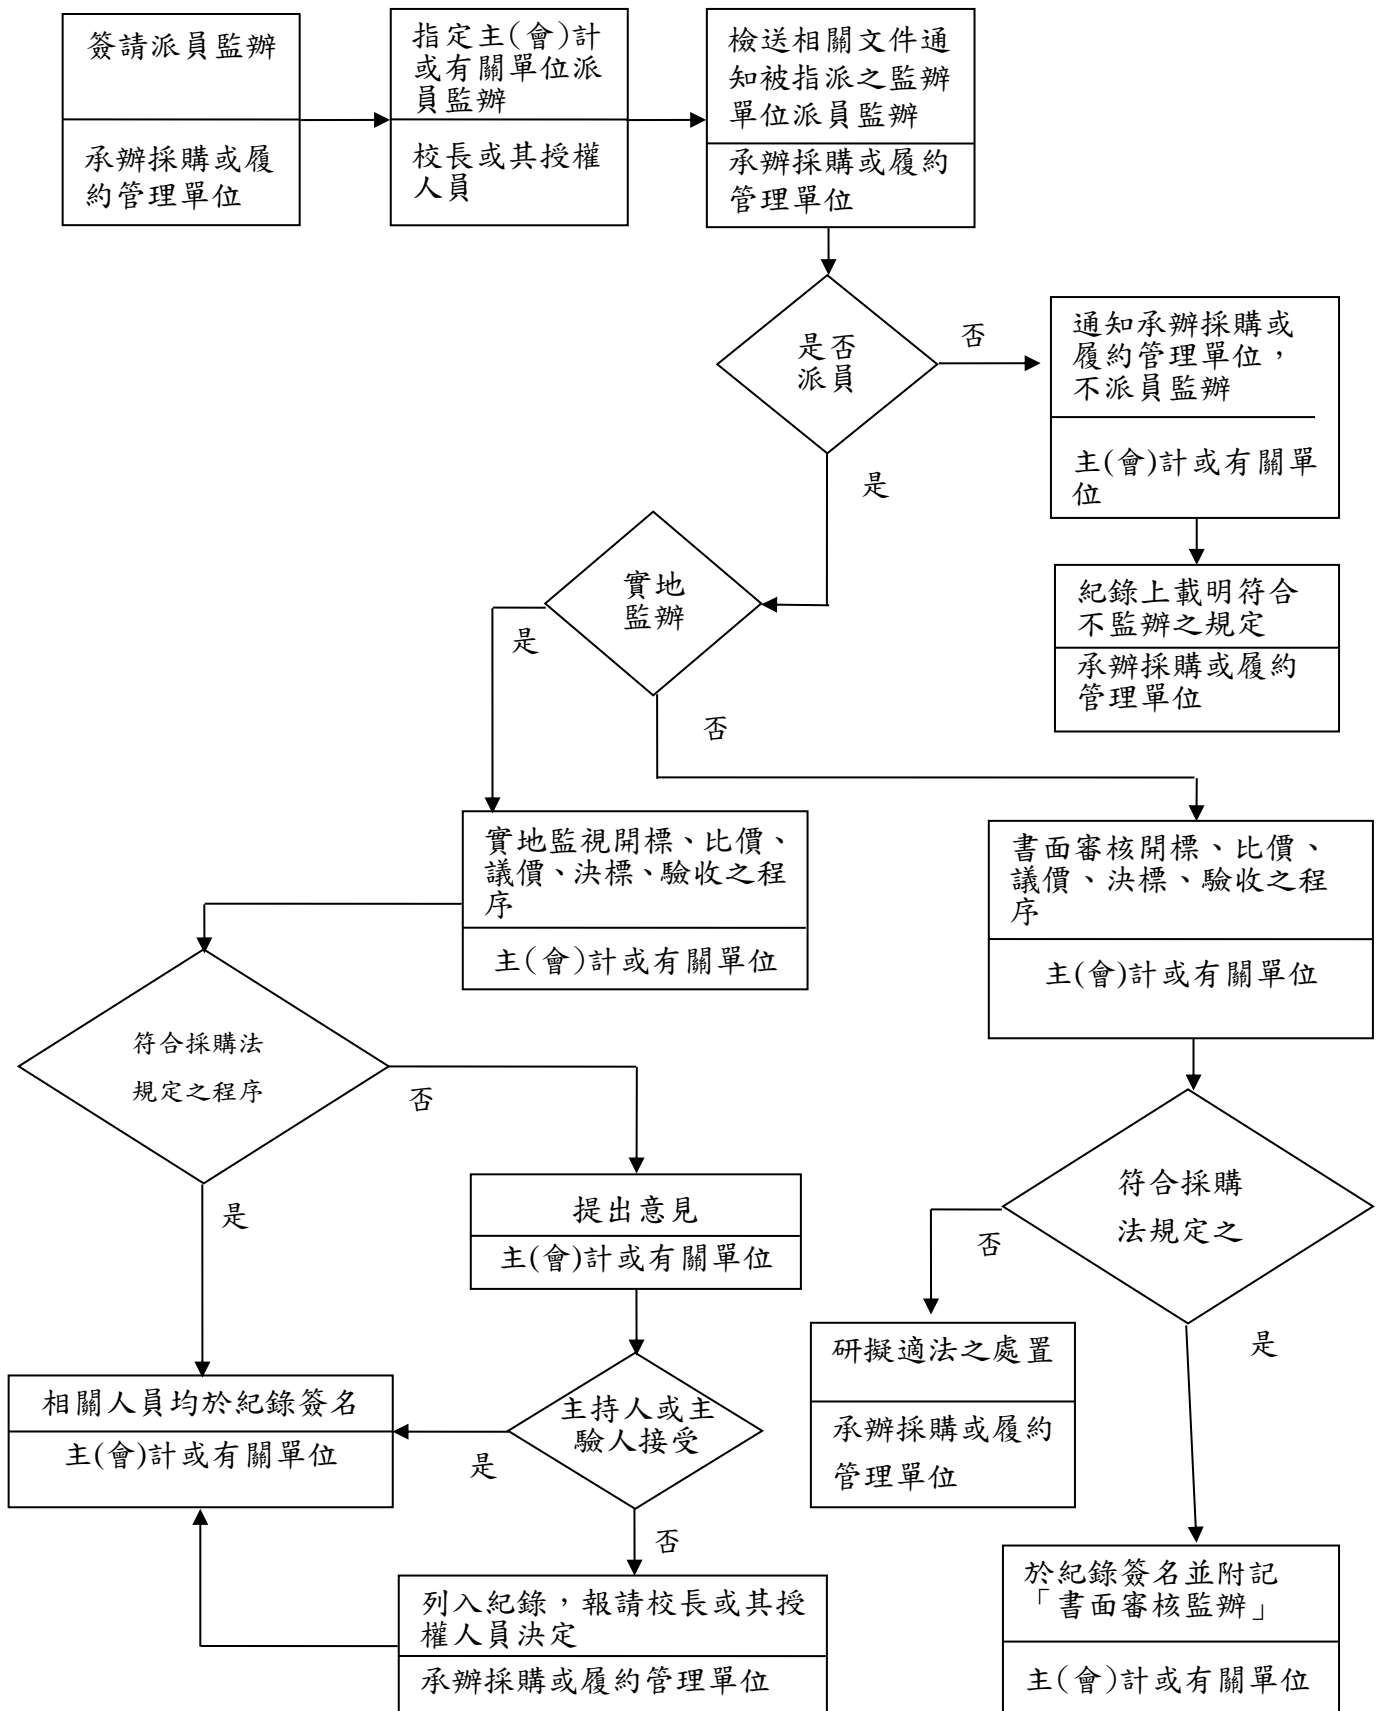 簽請派員監辦
承辦採購或履
約管理單位
指定主(會)計
或有關單位派
員監辦
校長或其授權
人員
檢送相關文件通
知被指派之監辦
單位派員監辦
承辦採購或履約
管理單位
是否
派員
否
是
通知承辦採購或
履約管理單位，
不派員監辦
主(會)計或有關單
位
紀錄上載明符合
不監辦之規定
承辦採購或履約
管理單位
實地
監辦
是
否
實地監視開標、比價、
議價、決標、驗收之程
序
主(會)計或有關單位
書面審核開標、比價、
議價、決標、驗收之程
序
主(會)計或有關單位
符合採購法
規定之程序
否
是
提出意見
主(會)計或有關單位
符合採購
法規定之
否
是
研擬適法之處置
承辦採購或履約
管理單位
相關人員均於紀錄簽名
主(會)計或有關單位
主持人或主
驗人接受
是
否
列入紀錄，報請校長或其授
權人員決定
承辦採購或履約管理單位
於紀錄簽名並附記
「書面審核監辦」
主(會)計或有關單位